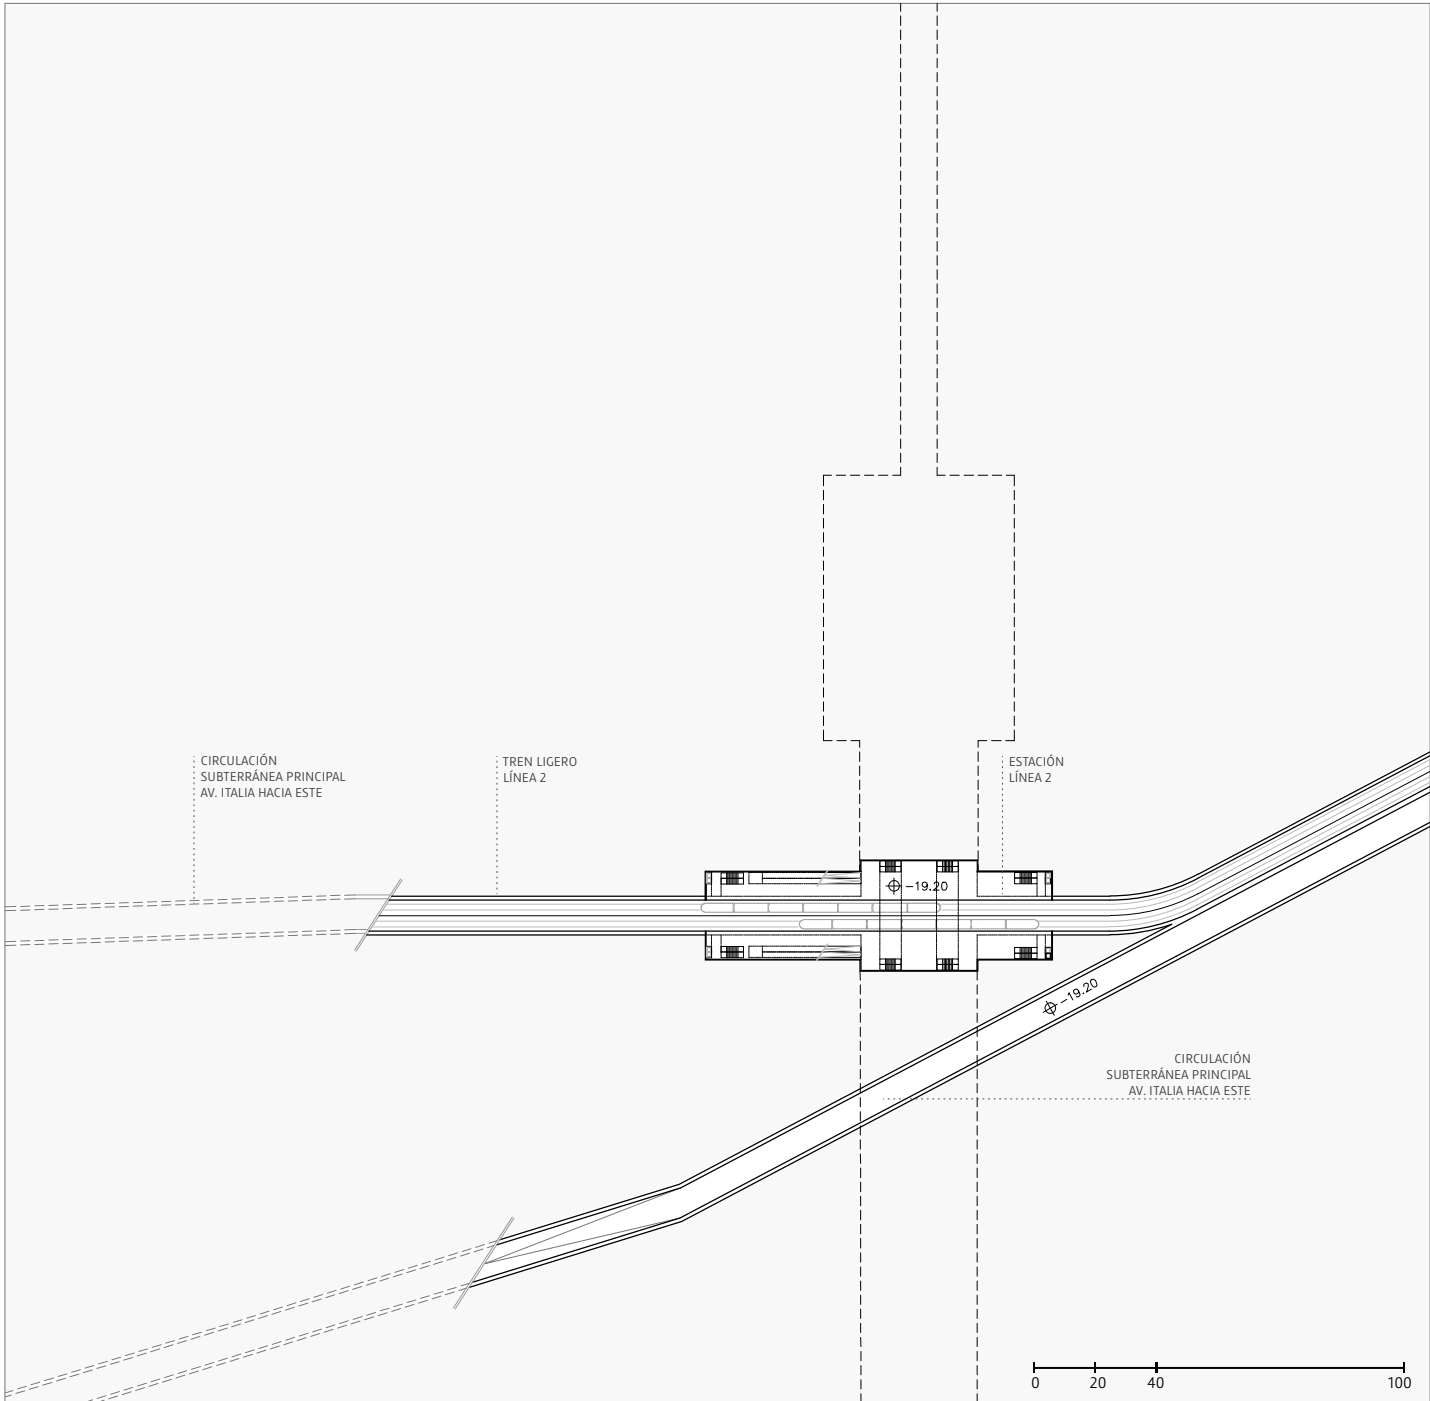 CIRCULACIÓN
SUBTERRÁNEA PRINCIPAL
AV. ITALIA HACIA ESTE
TREN LIGERO
LÍNEA 2
ESTACIÓN
LÍNEA 2
-19.20
-19.20
CIRCULACIÓN
SUBTERRÁNEA PRINCIPAL
AV. ITALIA HACIA ESTE
0 20 40 100